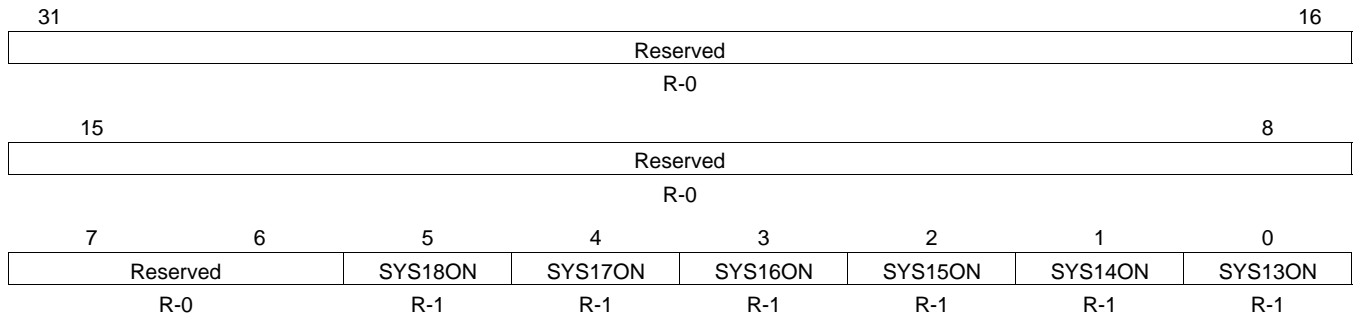 31 16
Reserved
R-0
15 8
Reserved
R-0
7 6 5 4 3 2 1 0
Reserved SYS18ON SYS17ON SYS16ON SYS15ON SYS14ON SYS13ON
R-0 R-1 R-1 R-1 R-1 R-1 R-1